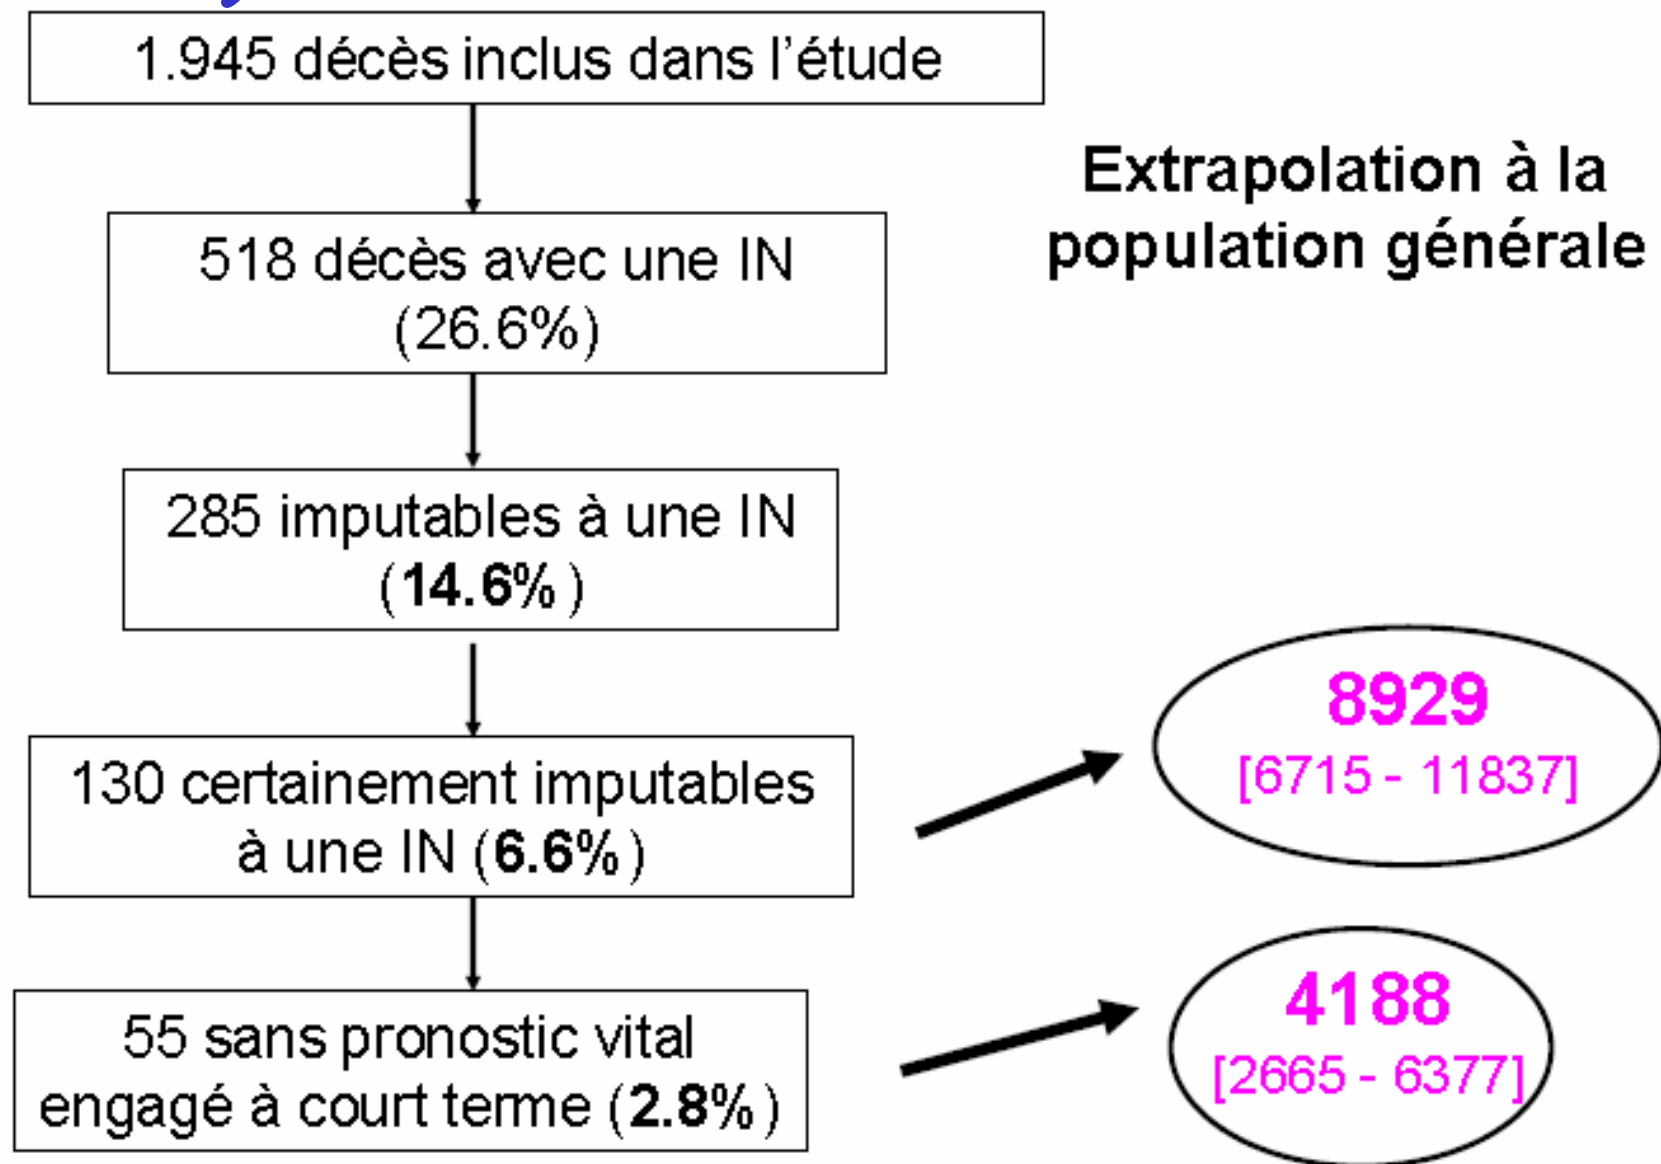 1.945 décès inclus dans l'étude
Extrapolation à la
population générale
518 décès avec une IN
(26.6%)
285 imputables à une IN
(14.6%)
130 certainement imputables
à une IN (6.6%)
8929
[6715 - 11837]
55 sans pronostic vital
engagé à court terme (2.8%)
4188
[2665 - 6377]